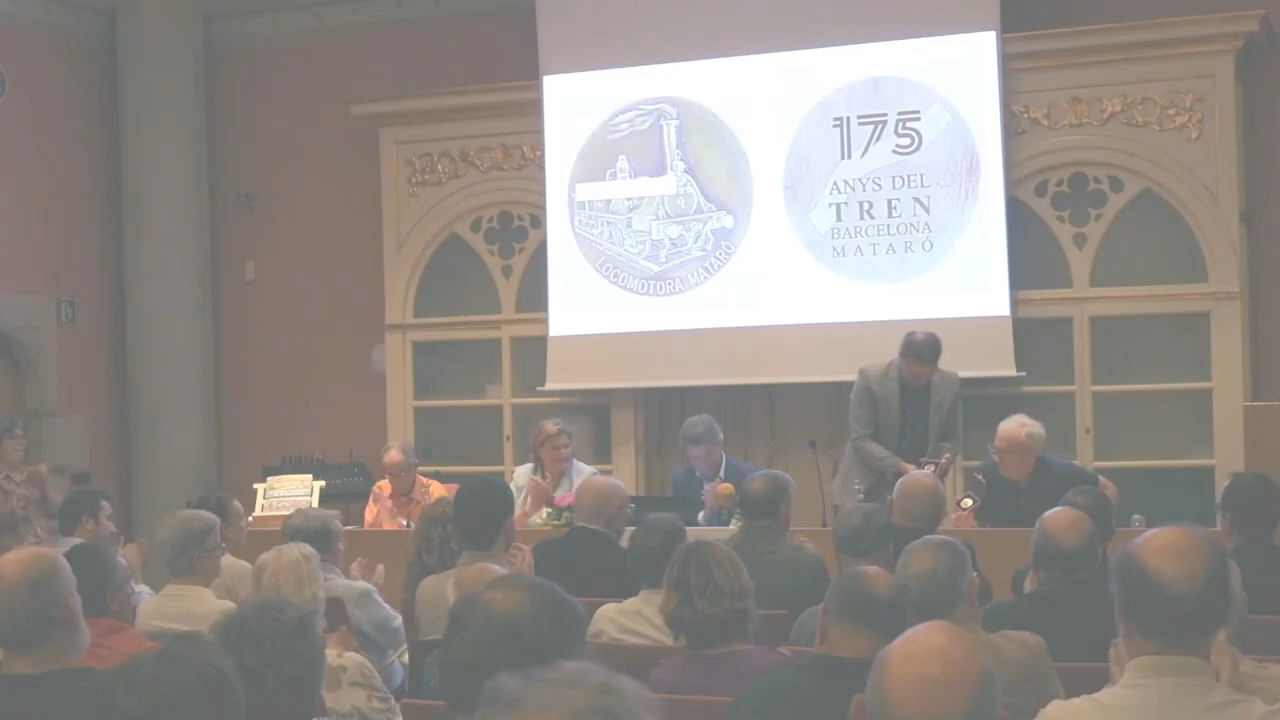 LOCOMOTORA MATARÓ
175
ANYS DEL
TREN
BARCELONA
MATARÓ